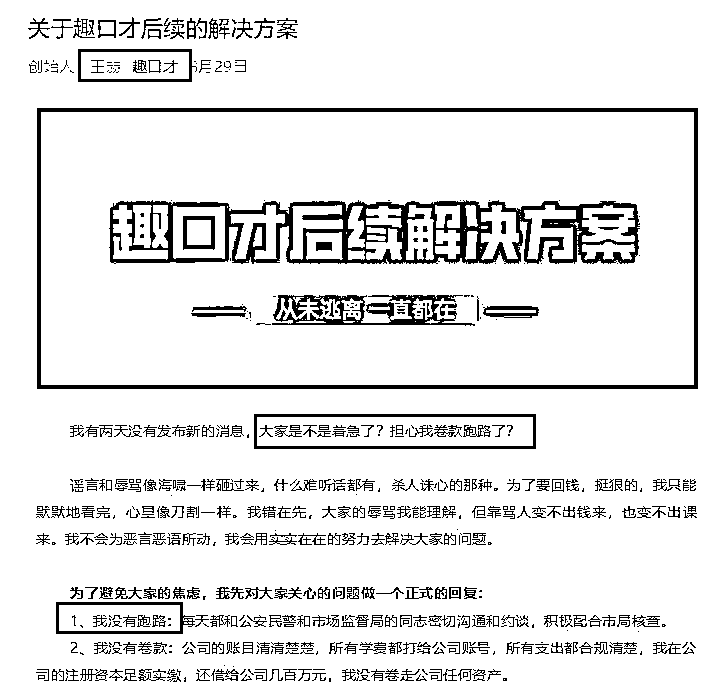 关于趣口才后续的解决方案
创始人 王 趣口才 月29日
趣口才后续解决方案
从未逃离一直都在
我有两天没有发布新的消息，大家是不是着急了？担心我卷款跑路了？
谣言和辱骂像海啸一样砸过来，什么难听话都有，杀人诛心的那种。为了要回钱，挺狠的，我只能
默默地看完，心里像刀割一样。我错在先，大家的辱骂我能理解，但靠骂人变不出钱来，也变不出课
来。我不会为恶言恶语所动，我会用实实在在的努力去解决大家的问题。
为了避免大家的焦虑，我先对大家关心的问题做一个正式的回复：
1、我没有跑路：每天都和公安民警和市场监督局的同志密切沟通和约谈，积极配合市局核查。
2、我没有卷款：公司的账目清清楚楚，所有学费都打给公司账号，所有支出都合规清楚，我在公
司的注册资本足额实缴，还借给公司几百万元，我没有卷走公司任何资产。